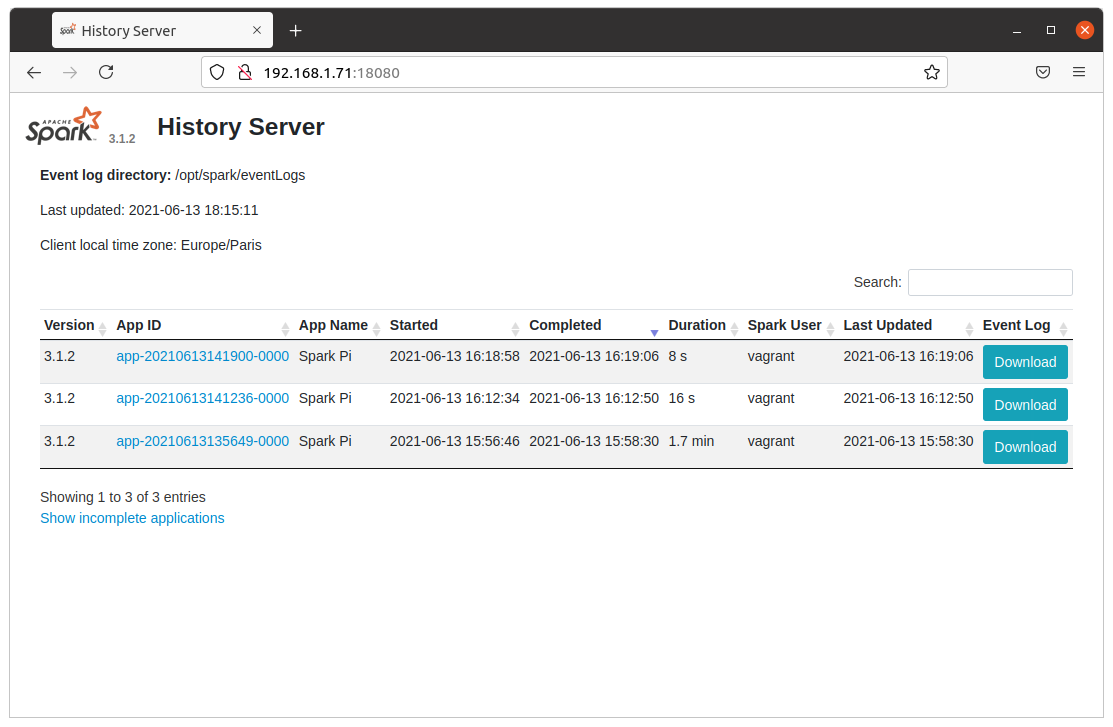 Spark History Server
192.168.1.71:18080
APACHE
Spark 3.1.2 History Server
Event log directory: /opt/spark/eventLogs
Last updated: 2021-06-13 18:15:11
Client local time zone: Europe/Paris
Search:
Version App ID App Name Started Completed Duration Spark User Last Updated Event Log
3.1.2 app-20210613141900-0000 Spark Pi 2021-06-13 16:18:58 2021-06-13 16:19:06 8 s vagrant 2021-06-13 16:19:06 Download
3.1.2 app-20210613141236-0000 Spark Pi 2021-06-13 16:12:34 2021-06-13 16:12:50 16 s vagrant 2021-06-13 16:12:50 Download
3.1.2 app-20210613135649-0000 Spark Pi 2021-06-13 15:56:46 2021-06-13 15:58:30 1.7 min vagrant 2021-06-13 15:58:30 Download
Showing 1 to 3 of 3 entries
Show incomplete applications